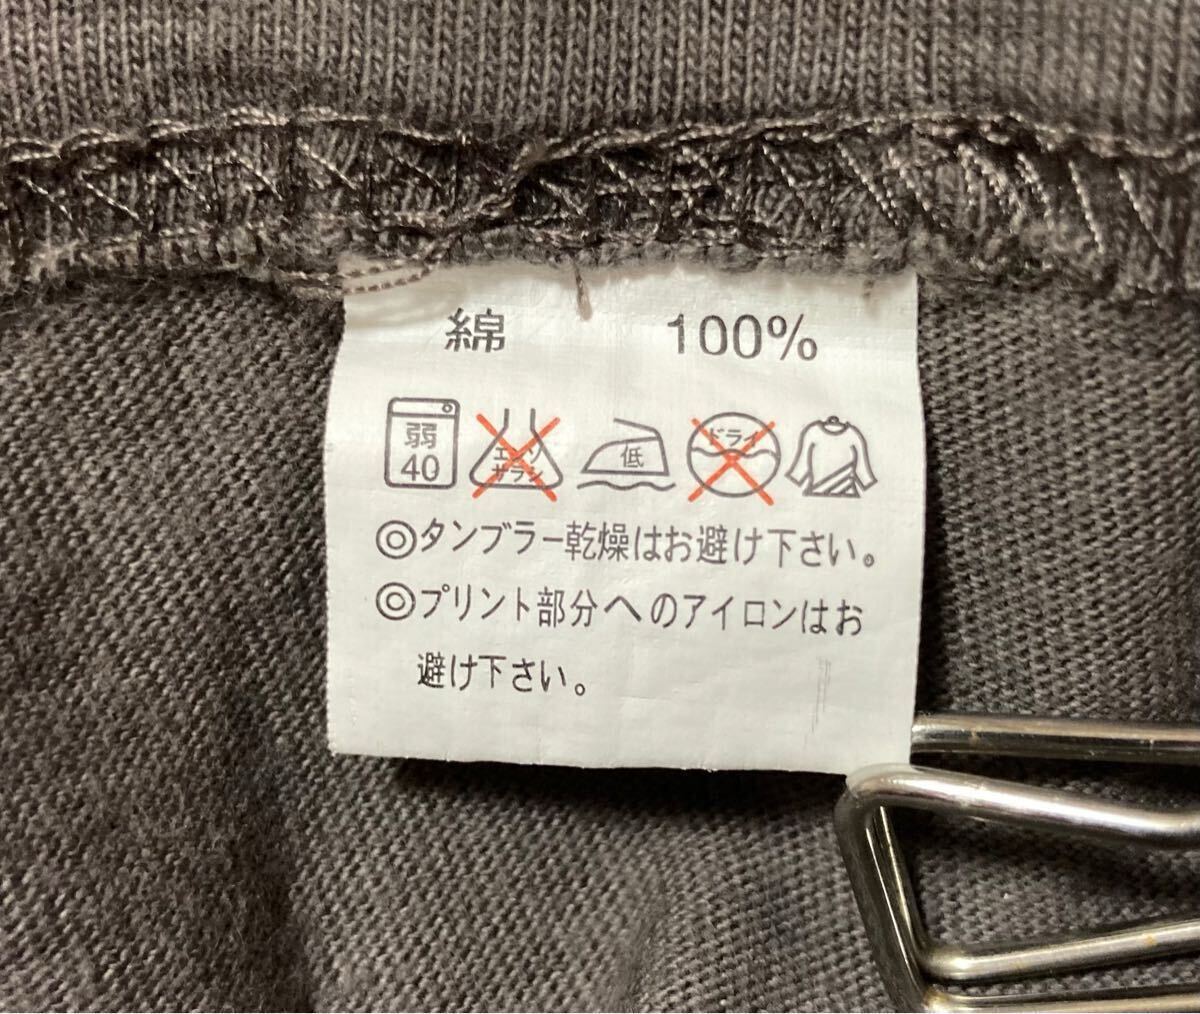 綿 100%
弱 40 エンソ サラシ 低 ドライ
◎タンブラー乾燥はお避け下さい。
◎プリント部分へのアイロンはお
避け下さい。